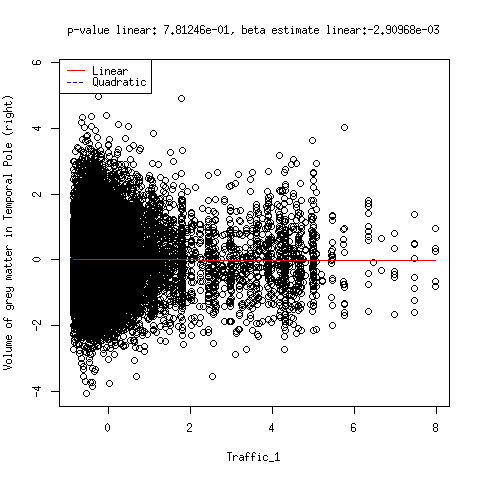 p-value linear: 7.81246e-01, beta estimate linear:-2.90968e-03
Linear
Quadratic
Volume of grey matter in Temporal Pole (right)
6
4
2
0
-2
-4
0 2 4 6 8
Traffic_1